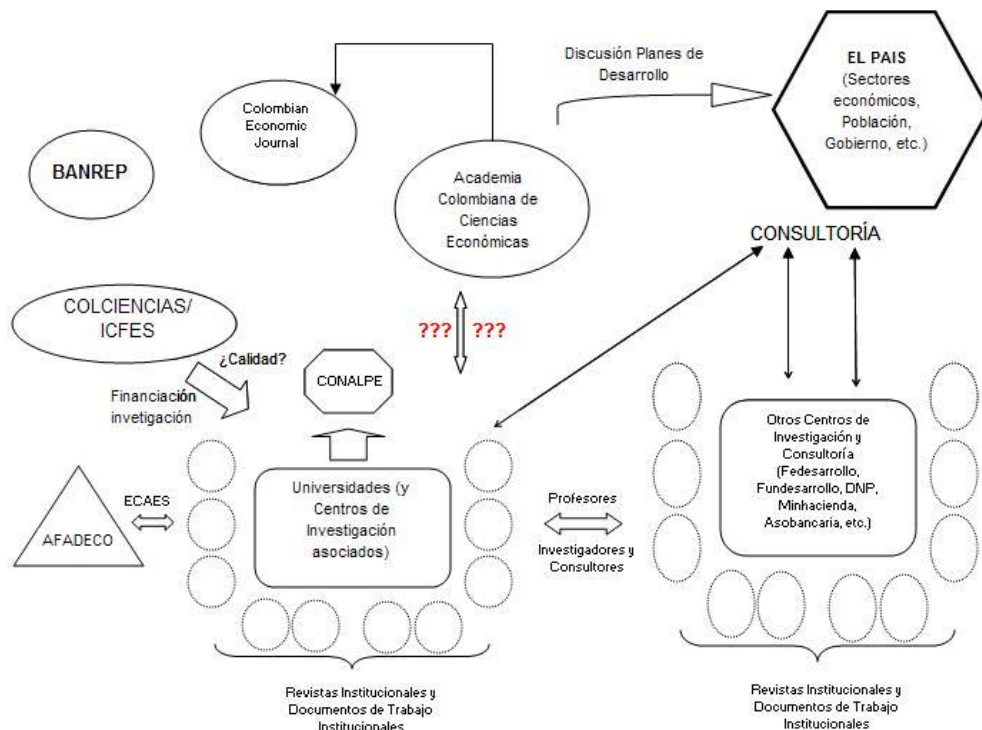 Discusión Planes de
Desarrollo
EL PAIS
(Sectores
económicos,
Población,
Gobierno, etc.)
Colombian
Economic
Journal
BANREP
Academia
Colombiana de
Ciencias
Económicas
CONSULTORÍA
COLCIENCIAS/
ICFES
??? ???
¿Calidad?
Financiación
invetigación
CONALPE
Otros Centros de
Investigación y
Consultoría
(Fedesarrollo,
Fundesarrollo, DNP,
Minhacienda,
Asobancaria, etc.)
Universidades (y
Centros de
Investigación
asociados)
ECAES
AFADECO
Profesores
Investigadores y
Consultores
Revistas Institucionales y
Documentos de Trabajo
Institucionales
Revistas Institucionales y
Documentos de Trabajo
Institucionales